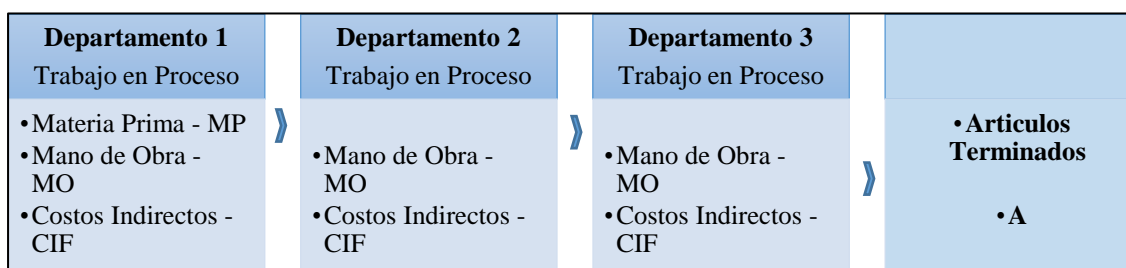 Departamento 1
Trabajo en Proceso
•Materia Prima - MP
•Mano de Obra -
MO
•Costos Indirectos -
CIF
Departamento 2
Trabajo en Proceso
•Mano de Obra -
MO
•Costos Indirectos -
CIF
Departamento 3
Trabajo en Proceso
•Mano de Obra -
MO
•Costos Indirectos -
CIF
•Articulos
Terminados
•A